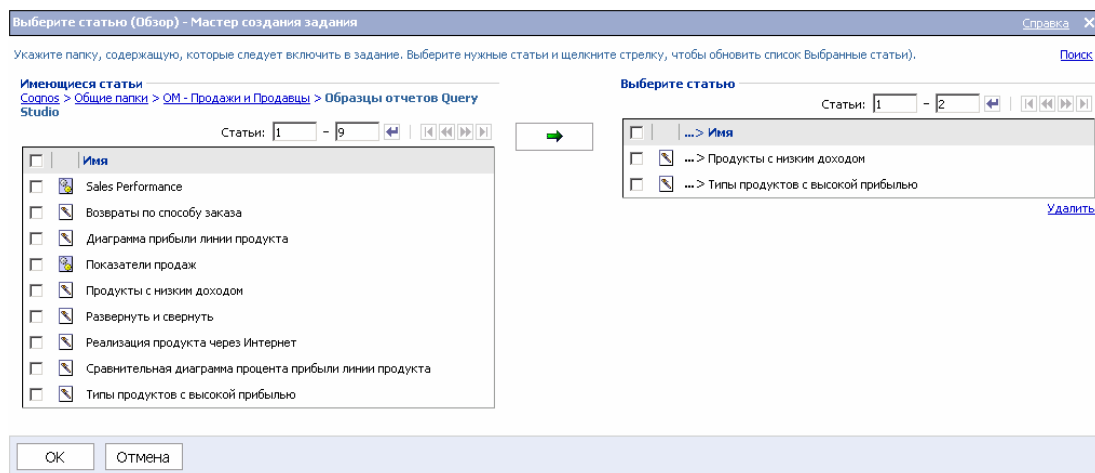 Выберите статью (Обзор) - Мастер создания задания
Справка
Укажите папку, содержащую, которые следует включить в задание. Выберите нужные статьи и щелкните стрелку, чтобы обновить список Выбранные статьи).
Поиск
Имеющиеся статьи
Cognos > Общие папки > ОМ - Продажи и Продавцы > Образцы отчетов Query
Studio
Статьи: 1 - 9
Имя
Sales Performance
Возвраты по способу заказа
Диаграмма прибыли линии продукта
Показатели продаж
Продукты с низким доходом
Развернуть и свернуть
Реализация продукта через Интернет
Сравнительная диаграмма процента прибыли линии продукта
Типы продуктов с высокой прибылью
Выберите статью
Статьи: 1 - 2
...> Имя
...> Продукты с низким доходом
...> Типы продуктов с высокой прибылью
Удалить
ОК
Отмена